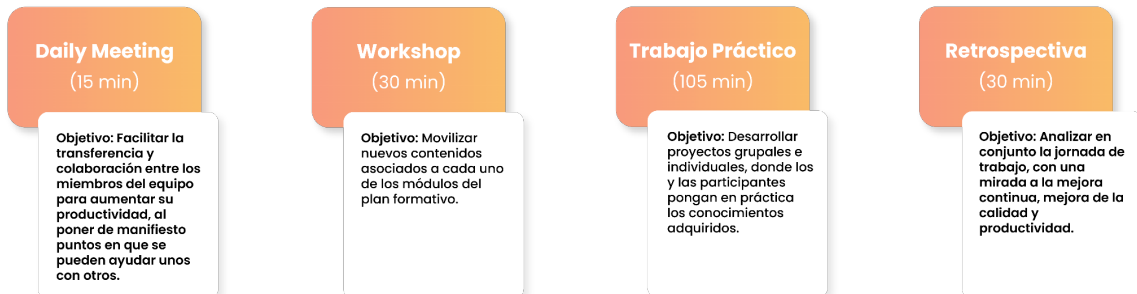 Daily Meeting
(15 min)
Objetivo: Facilitar la
transferencia y
colaboración entre los
miembros del equipo
para aumentar su
productividad, al
poner de manifiesto
puntos en que se
pueden ayudar unos
con otros.
Workshop
(30 min)
Objetivo: Movilizar
nuevos contenidos
asociados a cada uno
de los módulos del
plan formativo.
Trabajo Práctico
(105 min)
Objetivo: Desarrollar
proyectos grupales e
individuales, donde los
y las participantes
pongan en práctica
los conocimientos
adquiridos.
Retrospectiva
(30 min)
Objetivo: Analizar en
conjunto la jornada de
trabajo, con una
mirada a la mejora
continua, mejora de la
calidad y
productividad.